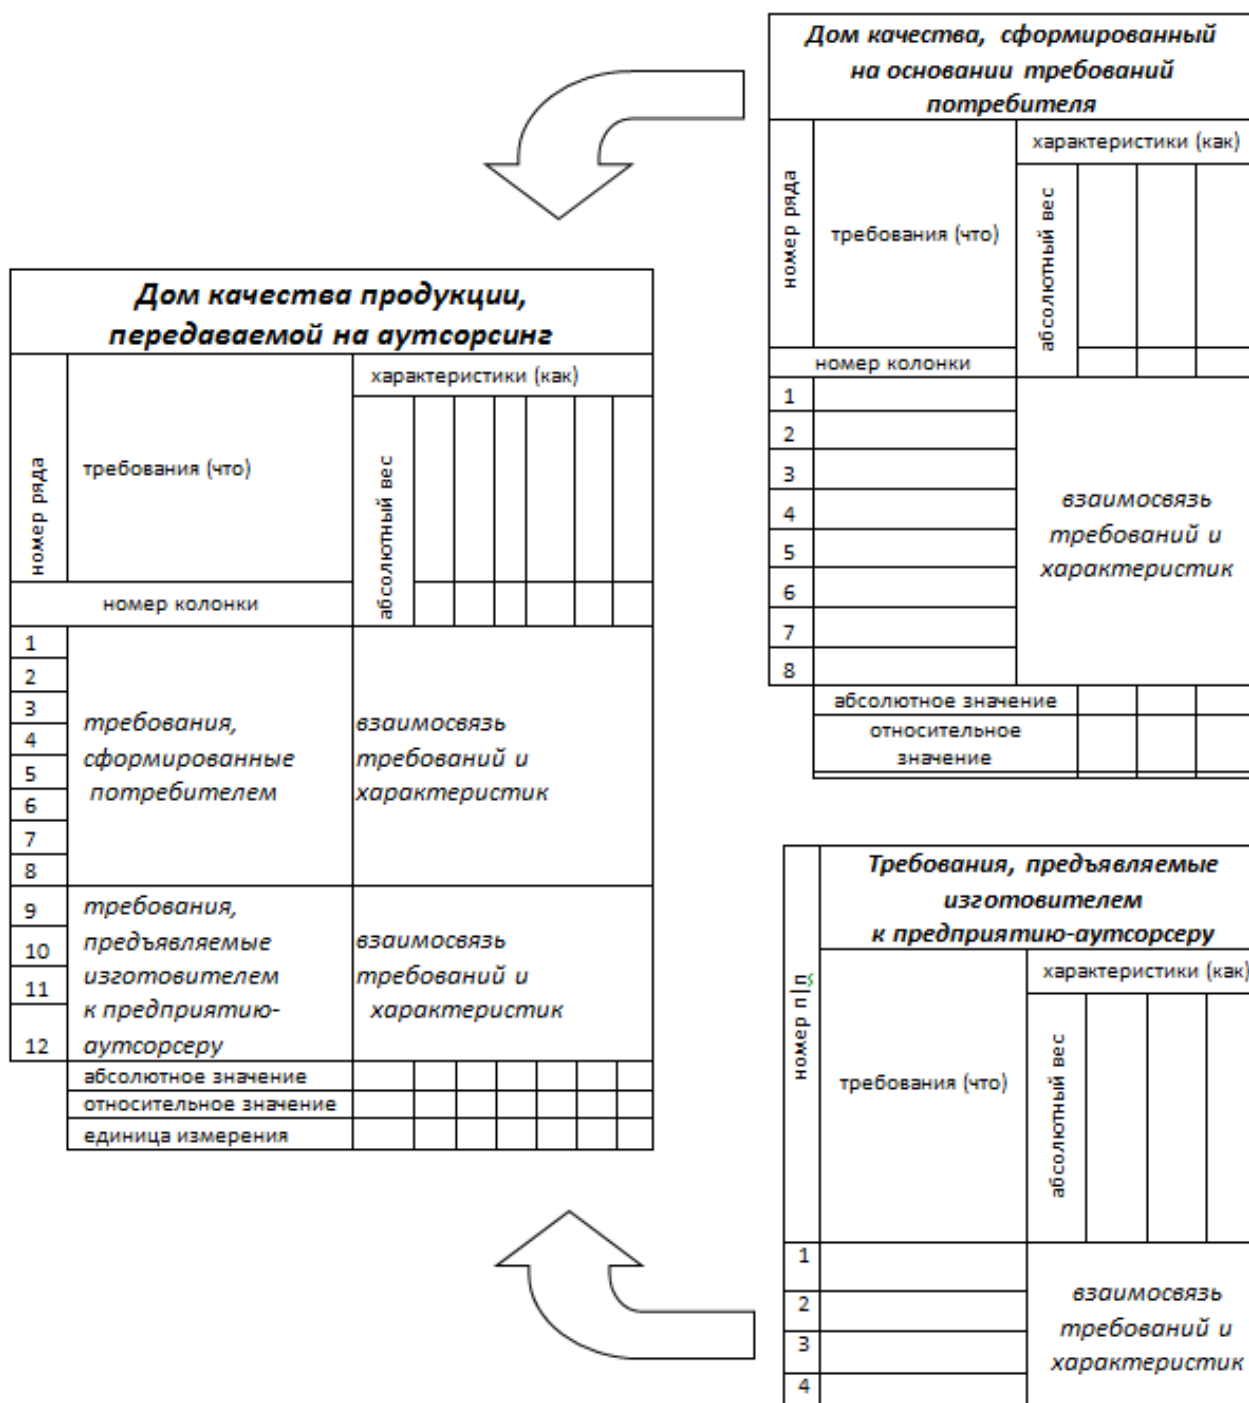 Дом качества, сформированный
на основании требований
потребителя
номер ряда
требования (что)
характеристики (как)
абсолютный вес
номер колонки
1
2
3
4
5
6
7
8
взаимосвязь
требований и
характеристик
абсолютное значение
относительное
значение
Дом качества продукции,
передаваемой на аутсорсинг
номер ряда
требования (что)
характеристики (как)
абсолютный вес
номер колонки
1
2
3
4
5
6
7
8
требования,
сформированные
потребителем
взаимосвязь
требований и
характеристик
9
10
11
12
требования,
предъявляемые
изготовителем
к предприятию-
аутсорсеру
взаимосвязь
требований и
характеристик
абсолютное значение
относительное значение
единица измерения
Требования, предъявляемые
изготовителем
к предприятию-аутсорсеру
номер п|п
требования (что)
характеристики (как)
абсолютный вес
1
2
3
4
взаимосвязь
требований и
характеристик